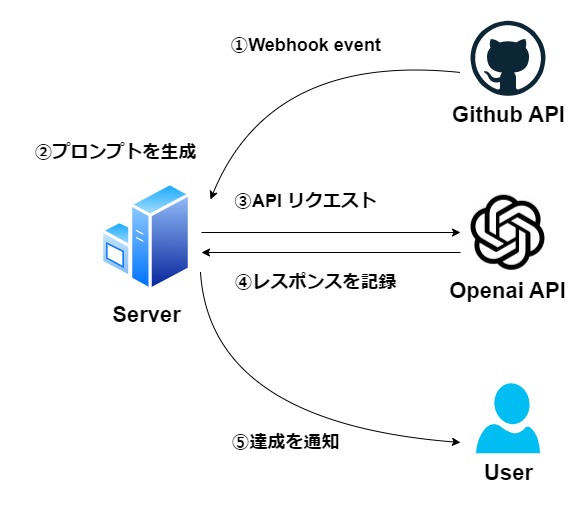 ①Webhook event
Github API
②プロンプトを生成
③API リクエスト
Server
④レスポンスを記録
Openai API
⑤達成を通知
User